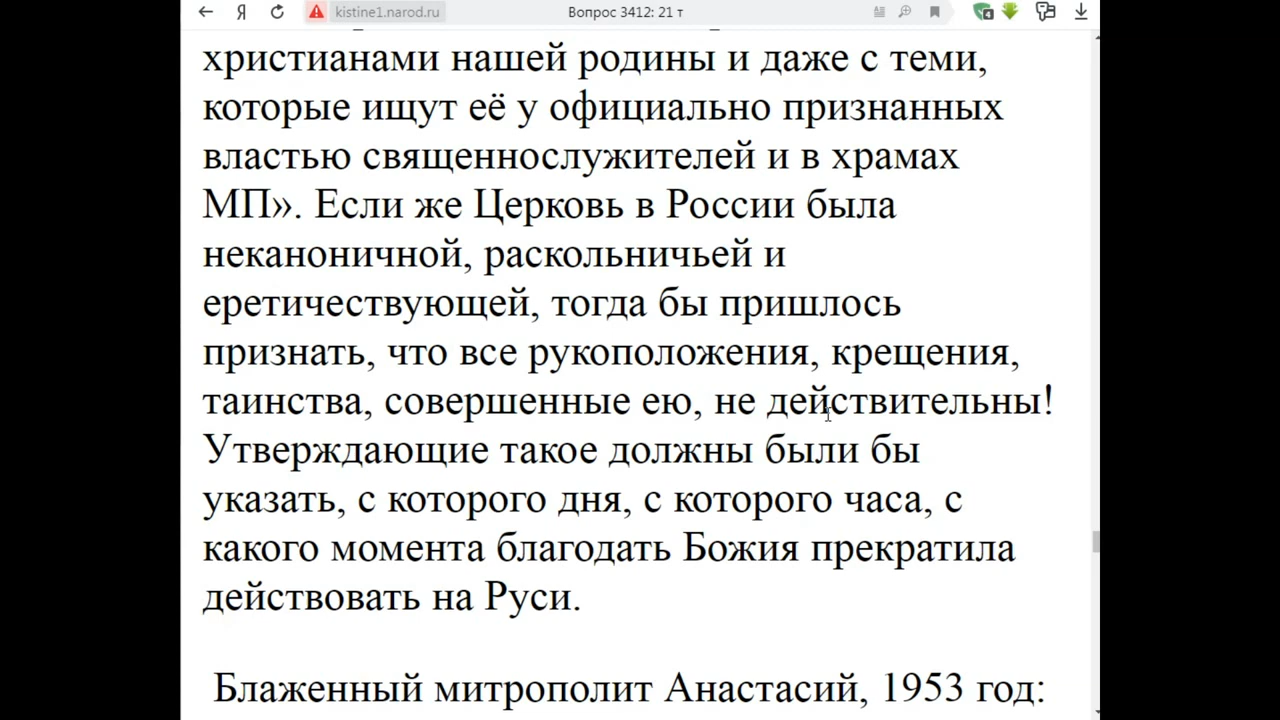 kistine1.narod.ru
Вопрос 3412: 21 т
4
христианами нашей родины и даже с теми,
которые ищут её у официально признанных
властью священнослужителей и в храмах
МП». Если же Церковь в России была
неканоничной, раскольничьей и
еретичествующей, тогда бы пришлось
признать, что все рукоположения, крещения,
таинства, совершенные ею, не действительны!
Утверждающие такое должны были бы
указать, с которого дня, с которого часа, с
какого момента благодать Божия прекратила
действовать на Руси.
Блаженный митрополит Анастасий, 1953 год: